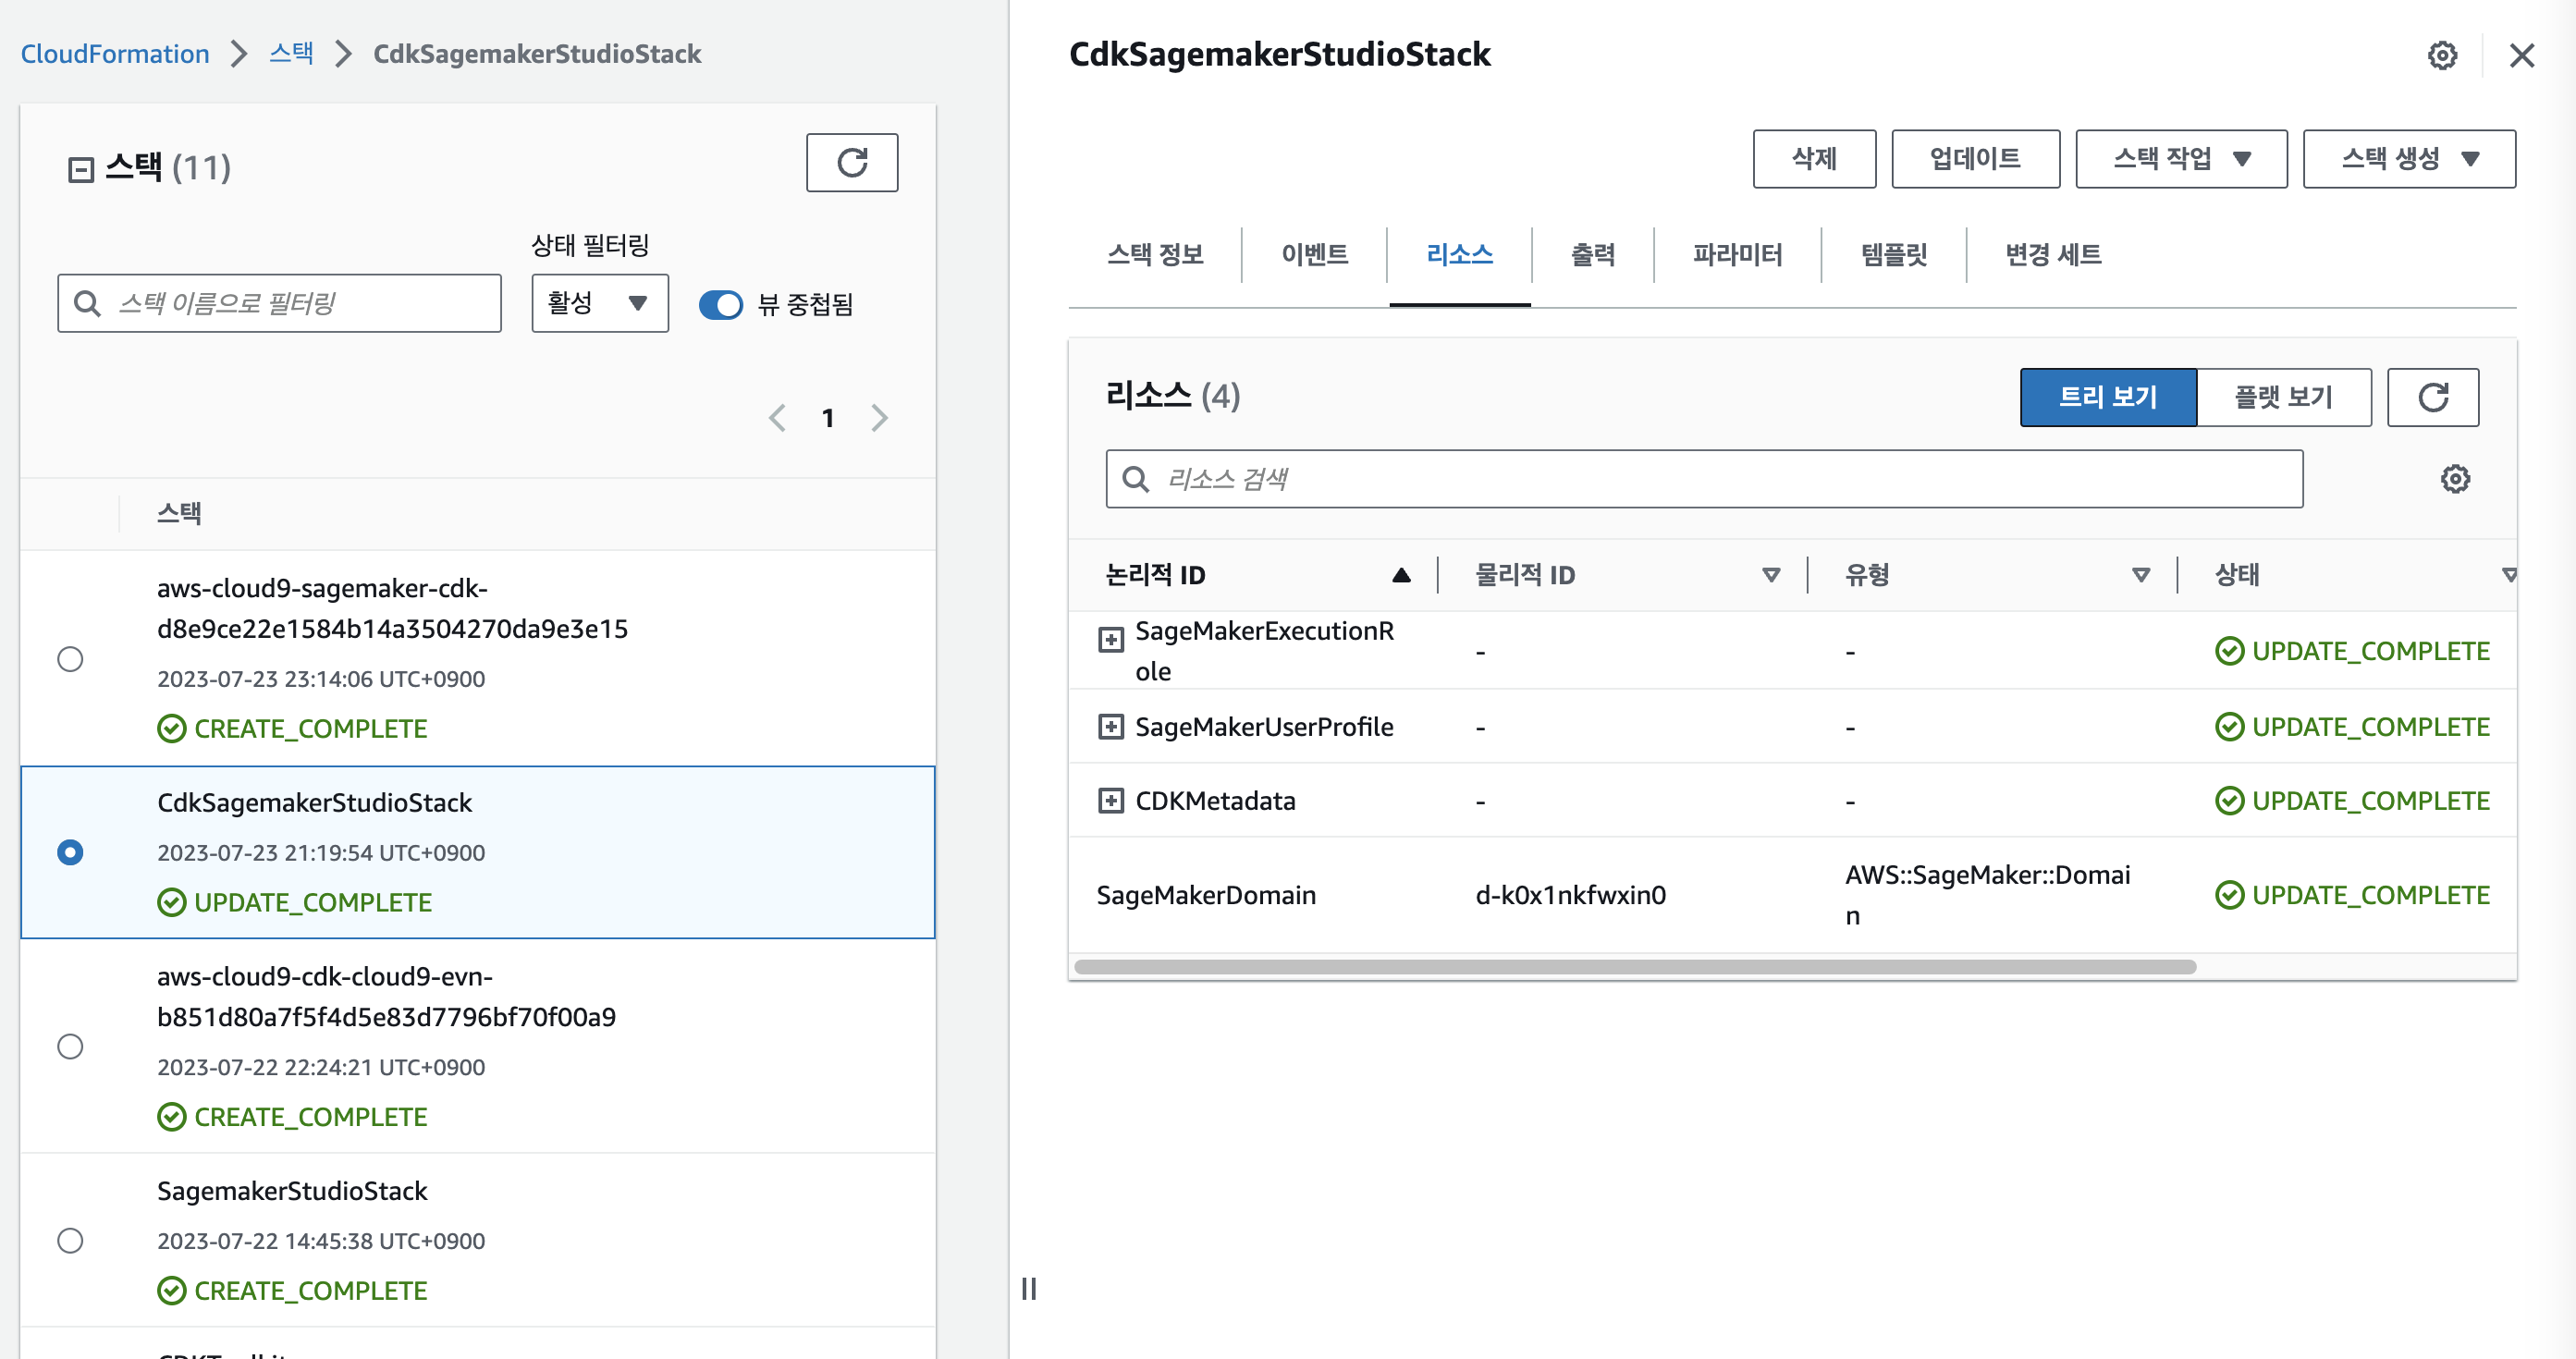 CloudFormation
스택
CdkSagemakerStudioStack
스택 (11)
상태 필터링
스택 이름으로 필터링
활성
뷰 중첩됨
1
스택
aws-cloud9-sagemaker-cdk-
d8e9ce22e1584b14a3504270da9e3e15
2023-07-23 23:14:06 UTC+0900
CREATE_COMPLETE
CdkSagemakerStudioStack
2023-07-23 21:19:54 UTC+0900
UPDATE_COMPLETE
aws-cloud9-cdk-cloud9-evn-
b851d80a7f5f4d5e83d7796bf70f00a9
2023-07-22 22:24:21 UTC+0900
CREATE_COMPLETE
SagemakerStudioStack
2023-07-22 14:45:38 UTC+0900
CREATE_COMPLETE
CdkSagemakerStudioStack
삭제
업데이트
스택 작업
스택 생성
스택 정보
이벤트
리소스
출력
파라미터
템플릿
변경 세트
리소스 (4)
트리 보기
플랫 보기
리소스 검색
논리적 ID
물리적 ID
유형
상태
SageMakerExecutionR
ole
-
-
UPDATE_COMPLETE
SageMakerUserProfile
-
-
UPDATE_COMPLETE
CDKMetadata
-
-
UPDATE_COMPLETE
SageMakerDomain
d-k0x1nkfwxin0
AWS::SageMaker::Domai
n
UPDATE_COMPLETE